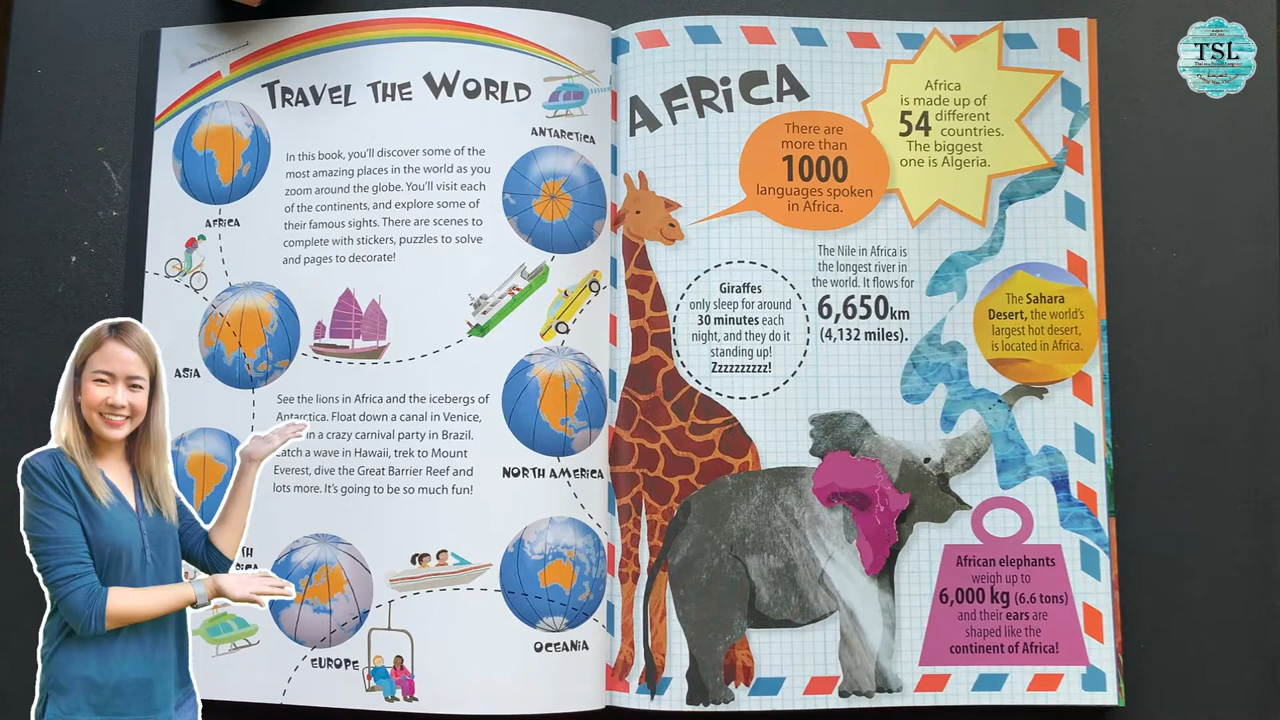 TRAVEL THE WORLD
ANTARCTICA
In this book, you'll discover some of the
most amazing places in the world as you
zoom around the globe. You'll visit each
of the continents, and explore some of
their famous sights. There are scenes to
complete with stickers, puzzles to solve
and pages to decorate!
AFRICA
ASIA
See the lions in Africa and the icebergs of
Antarctica. Float down a canal in Venice,
in a crazy carnival party in Brazil.
Catch a wave in Hawaii, trek to Mount
Everest, dive the Great Barrier Reef and
lots more. It's going to be so much fun!
NORTH AMERICA
EUROPE
OCEANIA
AFRICA
There are
more than
1000
languages spoken
in Africa.
Africa
is made up of
54 different
countries.
The biggest
one is Algeria.
The Nile in Africa is
the longest river in
the world. It flows for
6,650km
(4,132 miles).
Giraffes
only sleep for around
30 minutes each
night, and they do it
standing up!
Zzzzzzzzzz!
The Sahara
Desert, the world's
largest hot desert,
is located in Africa.
African elephants
weigh up to
6,000 kg (6.6 tons)
and their ears are
shaped like the
continent of Africa!
TSL